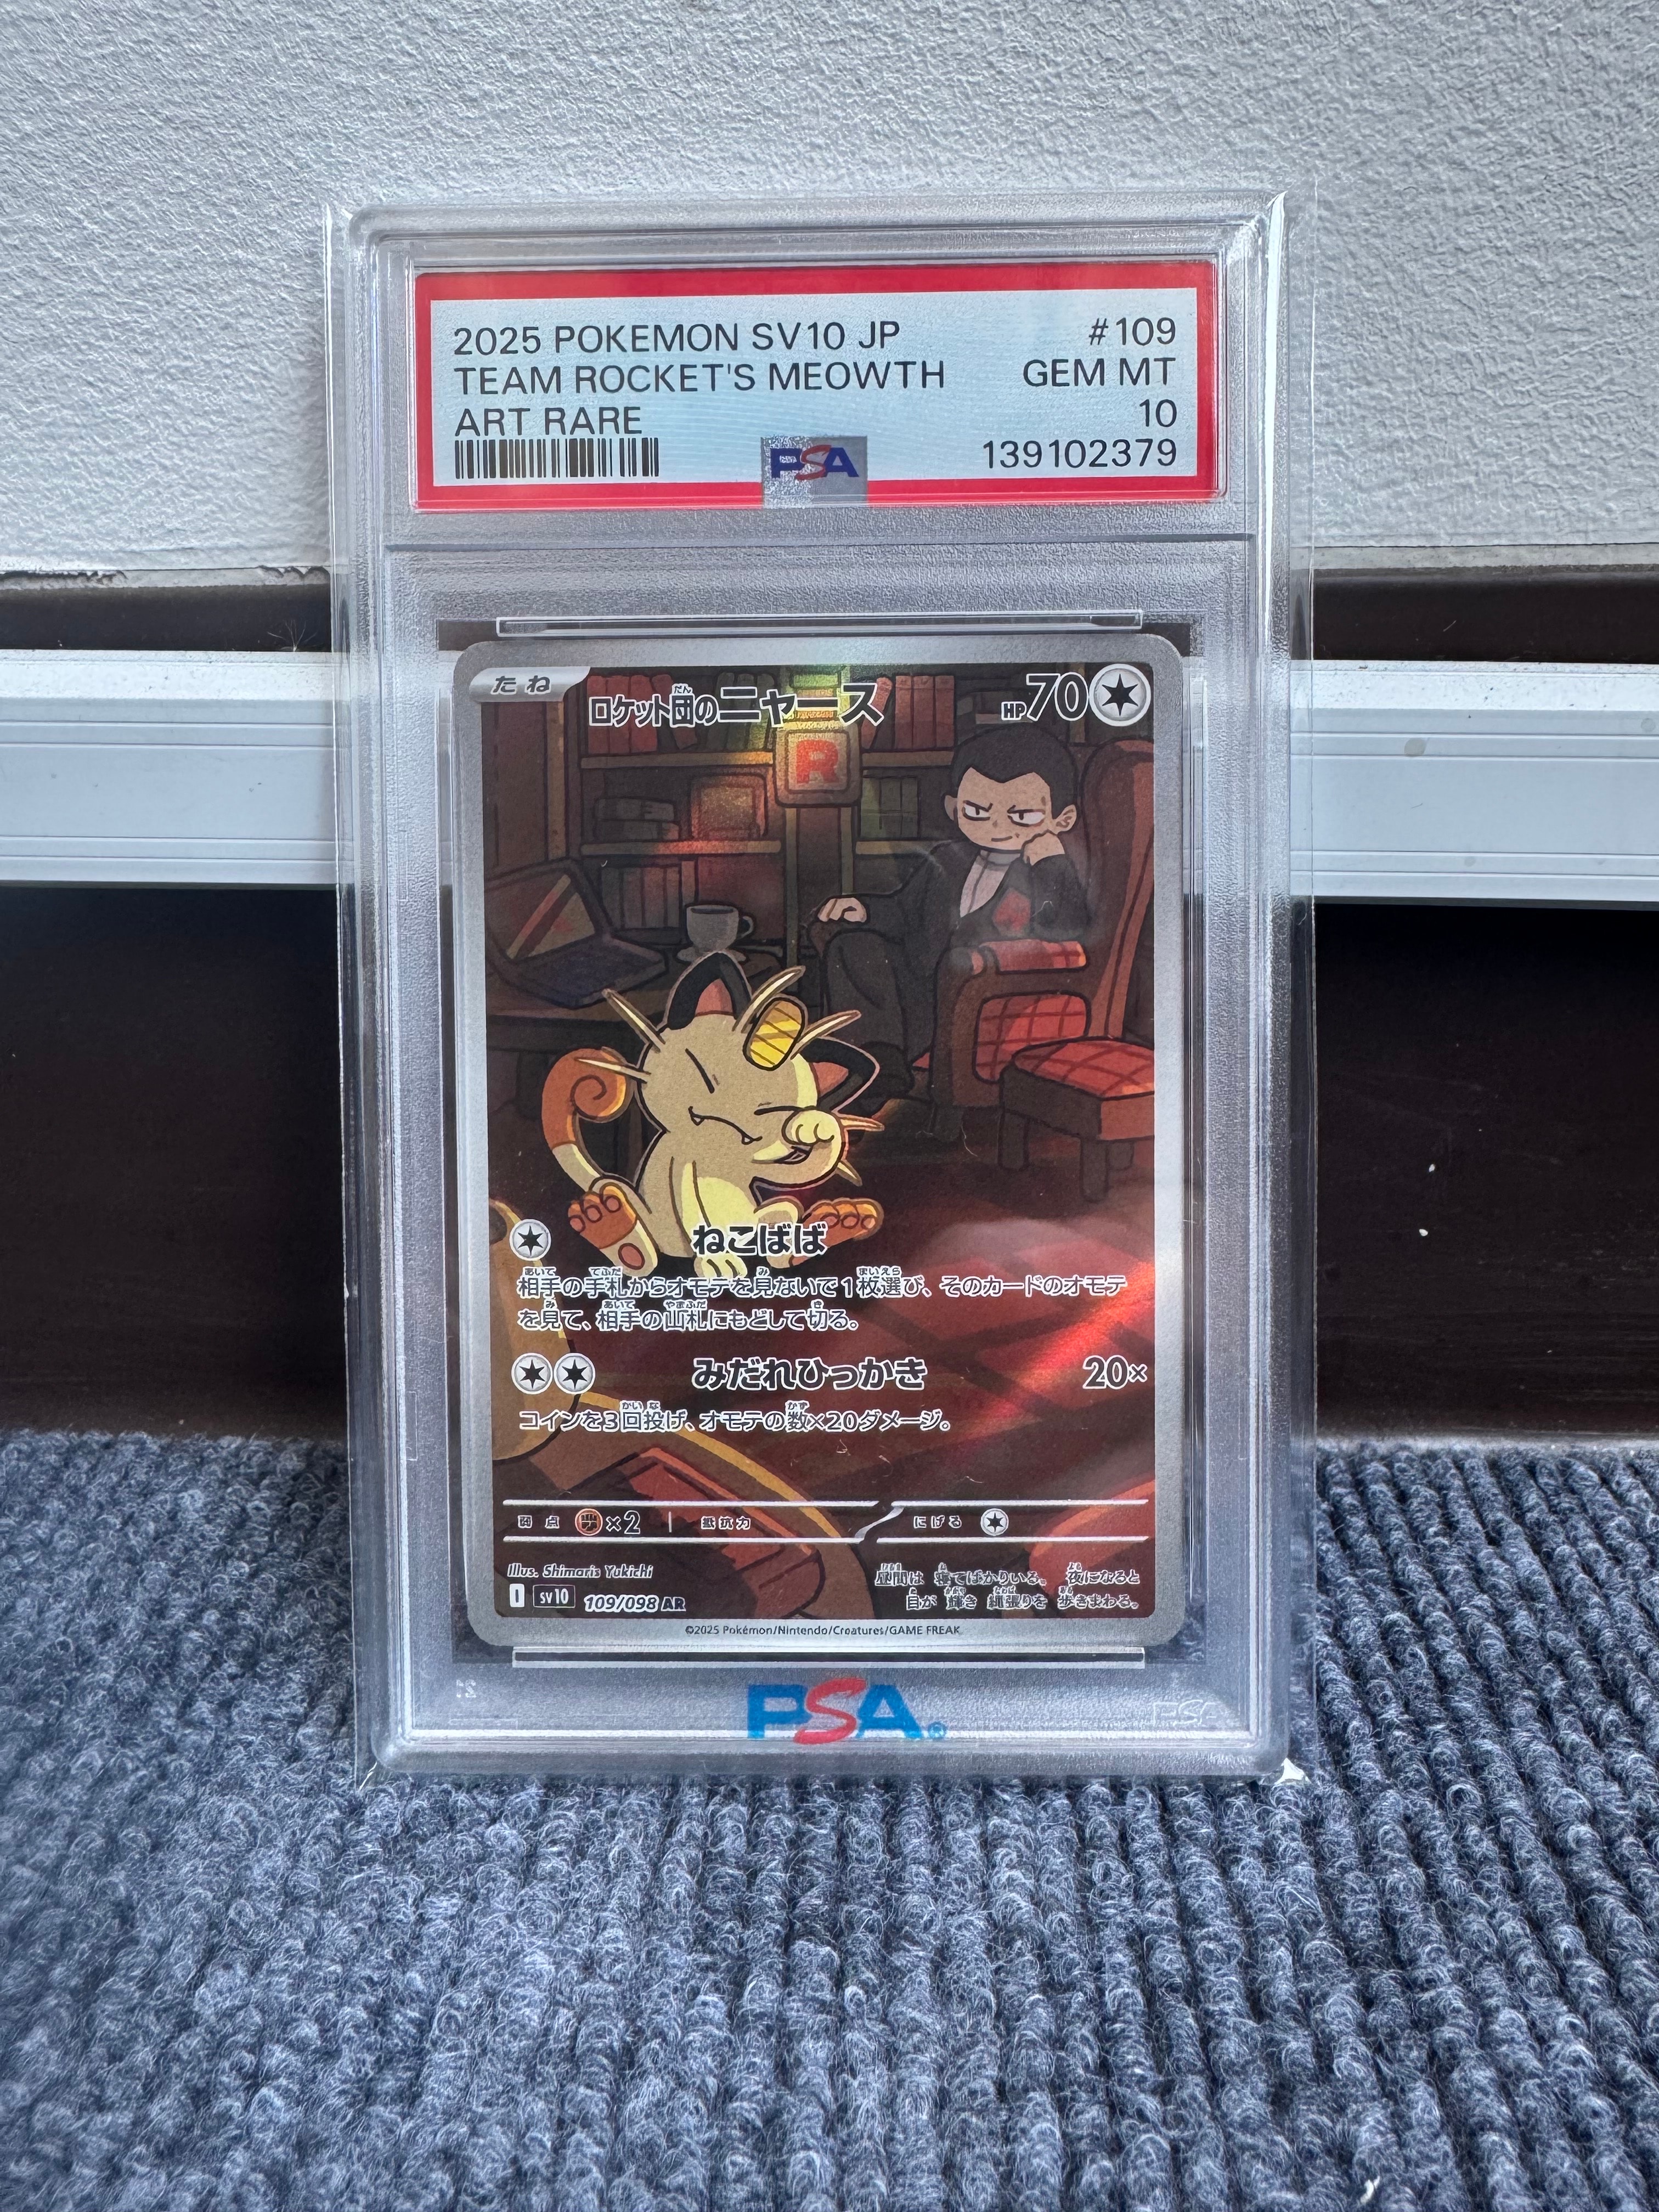 2025 POKEMON SV10 JP #109
TEAM ROCKET'S MEOWTH GEM MT
ART RARE 10
PSA 139102379
たね ロケット団のニャース HP70
だん
R
ねこばば
相手の手札からオモテを見ないで1枚選び、そのカードのオモテ
を見て、相手の山札にもどして切る。
みだれひっかき 20×
コインを3回投げ、オモテの数×20ダメージ。
弱点 ×2 抵抗力 にげる
Illus. Shimaris Yukichi
昼間は 寝てばかりいる。 夜になると
目が 輝き 縄張りを 歩きまわる。
I SV10 109/098 AR
©2025 Pokémon/Nintendo/Creatures/GAME FREAK
PSA®